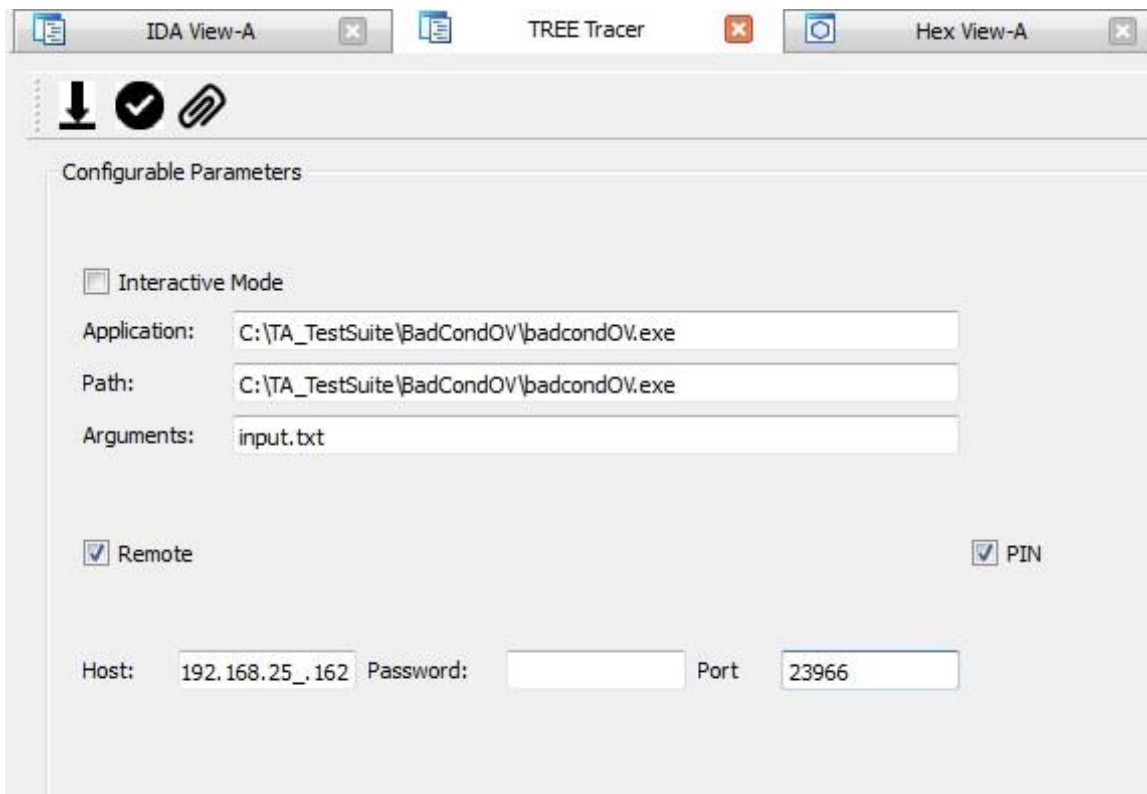 IDA View-A TREE Tracer Hex View-A
Configurable Parameters
Interactive Mode
Application: C:\TA_TestSuite\BadCondOV\badcondOV.exe
Path: C:\TA_TestSuite\BadCondOV\badcondOV.exe
Arguments: input.txt
Remote PIN
Host: 192.168.25_.162 Password: Port 23966